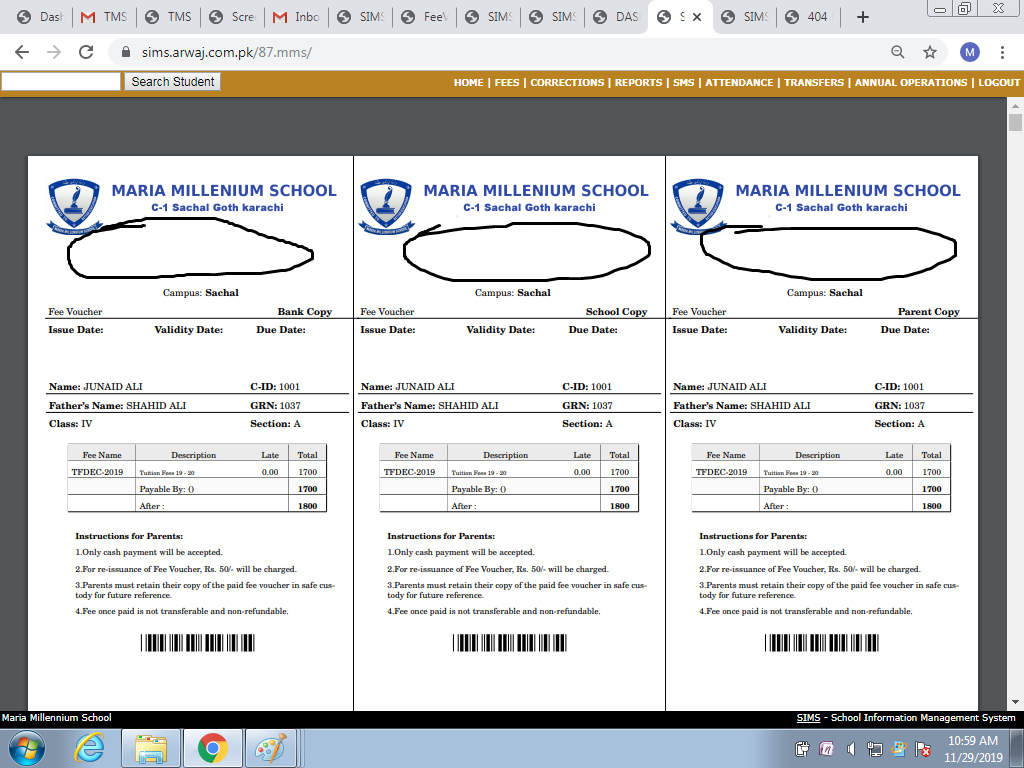 Dash
TMS
TMS
Scre
Inbo
SIMS
FeeV
SIMS
SIMS
DAS
S
SIMS
404
sims.arwaj.com.pk/87.mms/
M
Search Student
HOME | FEES | CORRECTIONS | REPORTS | SMS | ATTENDANCE | TRANSFERS | ANNUAL OPERATIONS | LOGOUT
MARIA MILLENIUM SCHOOL
C-1 Sachal Goth karachi
Campus: Sachal
Fee Voucher Bank Copy
Issue Date: Validity Date: Due Date:
Name: JUNAID ALI C-ID: 1001
Father's Name: SHAHID ALI GRN: 1037
Class: IV Section: A
Fee Name Description Late Total
TFDEC-2019 Tuition Fees 19 - 20 0.00 1700
Payable By: () 1700
After : 1800
Instructions for Parents:
1.Only cash payment will be accepted.
2.For re-issuance of Fee Voucher, Rs. 50/- will be charged.
3.Parents must retain their copy of the paid fee voucher in safe cus-
tody for future reference.
4.Fee once paid is not transferable and non-refundable.
MARIA MILLENIUM SCHOOL
C-1 Sachal Goth karachi
Campus: Sachal
Fee Voucher School Copy
Issue Date: Validity Date: Due Date:
Name: JUNAID ALI C-ID: 1001
Father's Name: SHAHID ALI GRN: 1037
Class: IV Section: A
Fee Name Description Late Total
TFDEC-2019 Tuition Fees 19 - 20 0.00 1700
Payable By: () 1700
After : 1800
Instructions for Parents:
1.Only cash payment will be accepted.
2.For re-issuance of Fee Voucher, Rs. 50/- will be charged.
3.Parents must retain their copy of the paid fee voucher in safe cus-
tody for future reference.
4.Fee once paid is not transferable and non-refundable.
MARIA MILLENIUM SCHOOL
C-1 Sachal Goth karachi
Campus: Sachal
Fee Voucher Parent Copy
Issue Date: Validity Date: Due Date:
Name: JUNAID ALI C-ID: 1001
Father's Name: SHAHID ALI GRN: 1037
Class: IV Section: A
Fee Name Description Late Total
TFDEC-2019 Tuition Fees 19 - 20 0.00 1700
Payable By: () 1700
After : 1800
Instructions for Parents:
1.Only cash payment will be accepted.
2.For re-issuance of Fee Voucher, Rs. 50/- will be charged.
3.Parents must retain their copy of the paid fee voucher in safe cus-
tody for future reference.
4.Fee once paid is not transferable and non-refundable.
Maria Millennium School
SIMS - School Information Management System
10:59 AM
11/29/2019